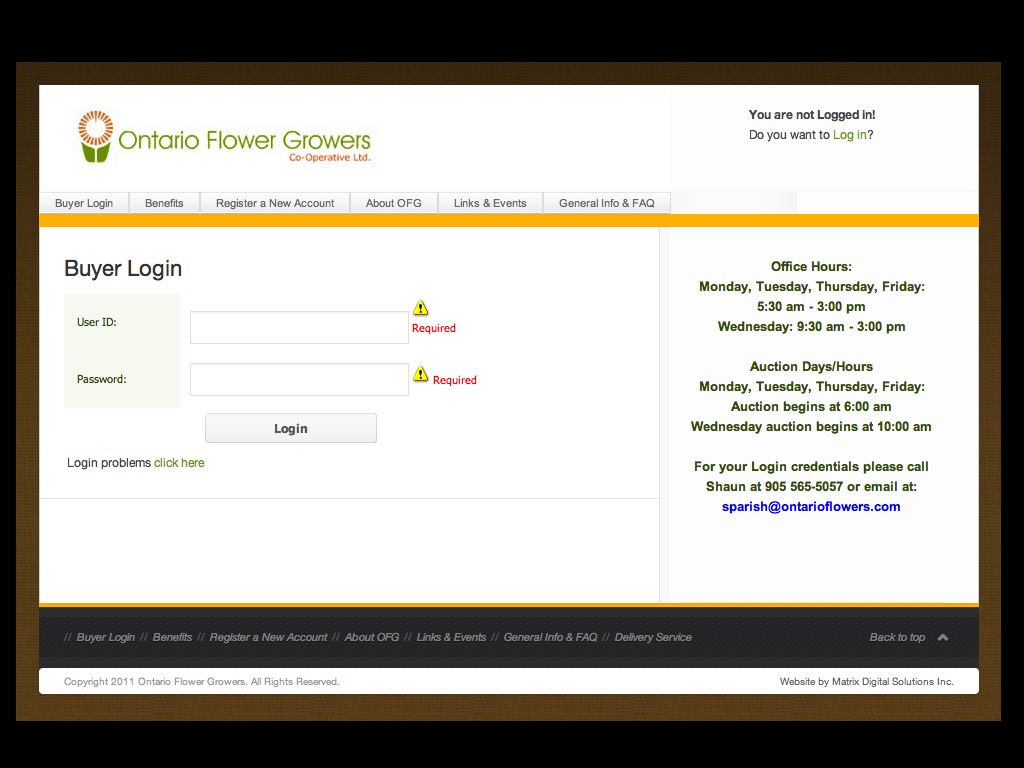 Ontario Flower Growers
Co-Operative Ltd.
You are not Logged in!
Do you want to Log in?
Buyer Login
Benefits
Register a New Account
About OFG
Links & Events
General Info & FAQ
Buyer Login
User ID:
Required
Password:
Required
Login
Login problems click here
Office Hours:
Monday, Tuesday, Thursday, Friday:
5:30 am - 3:00 pm
Wednesday: 9:30 am - 3:00 pm
Auction Days/Hours
Monday, Tuesday, Thursday, Friday:
Auction begins at 6:00 am
Wednesday auction begins at 10:00 am
For your Login credentials please call
Shaun at 905 565-5057 or email at:
sparish@ontarioflowers.com
// Buyer Login // Benefits // Register a New Account // About OFG // Links & Events // General Info & FAQ // Delivery Service
Back to top
Copyright 2011 Ontario Flower Growers. All Rights Reserved.
Website by Matrix Digital Solutions Inc.